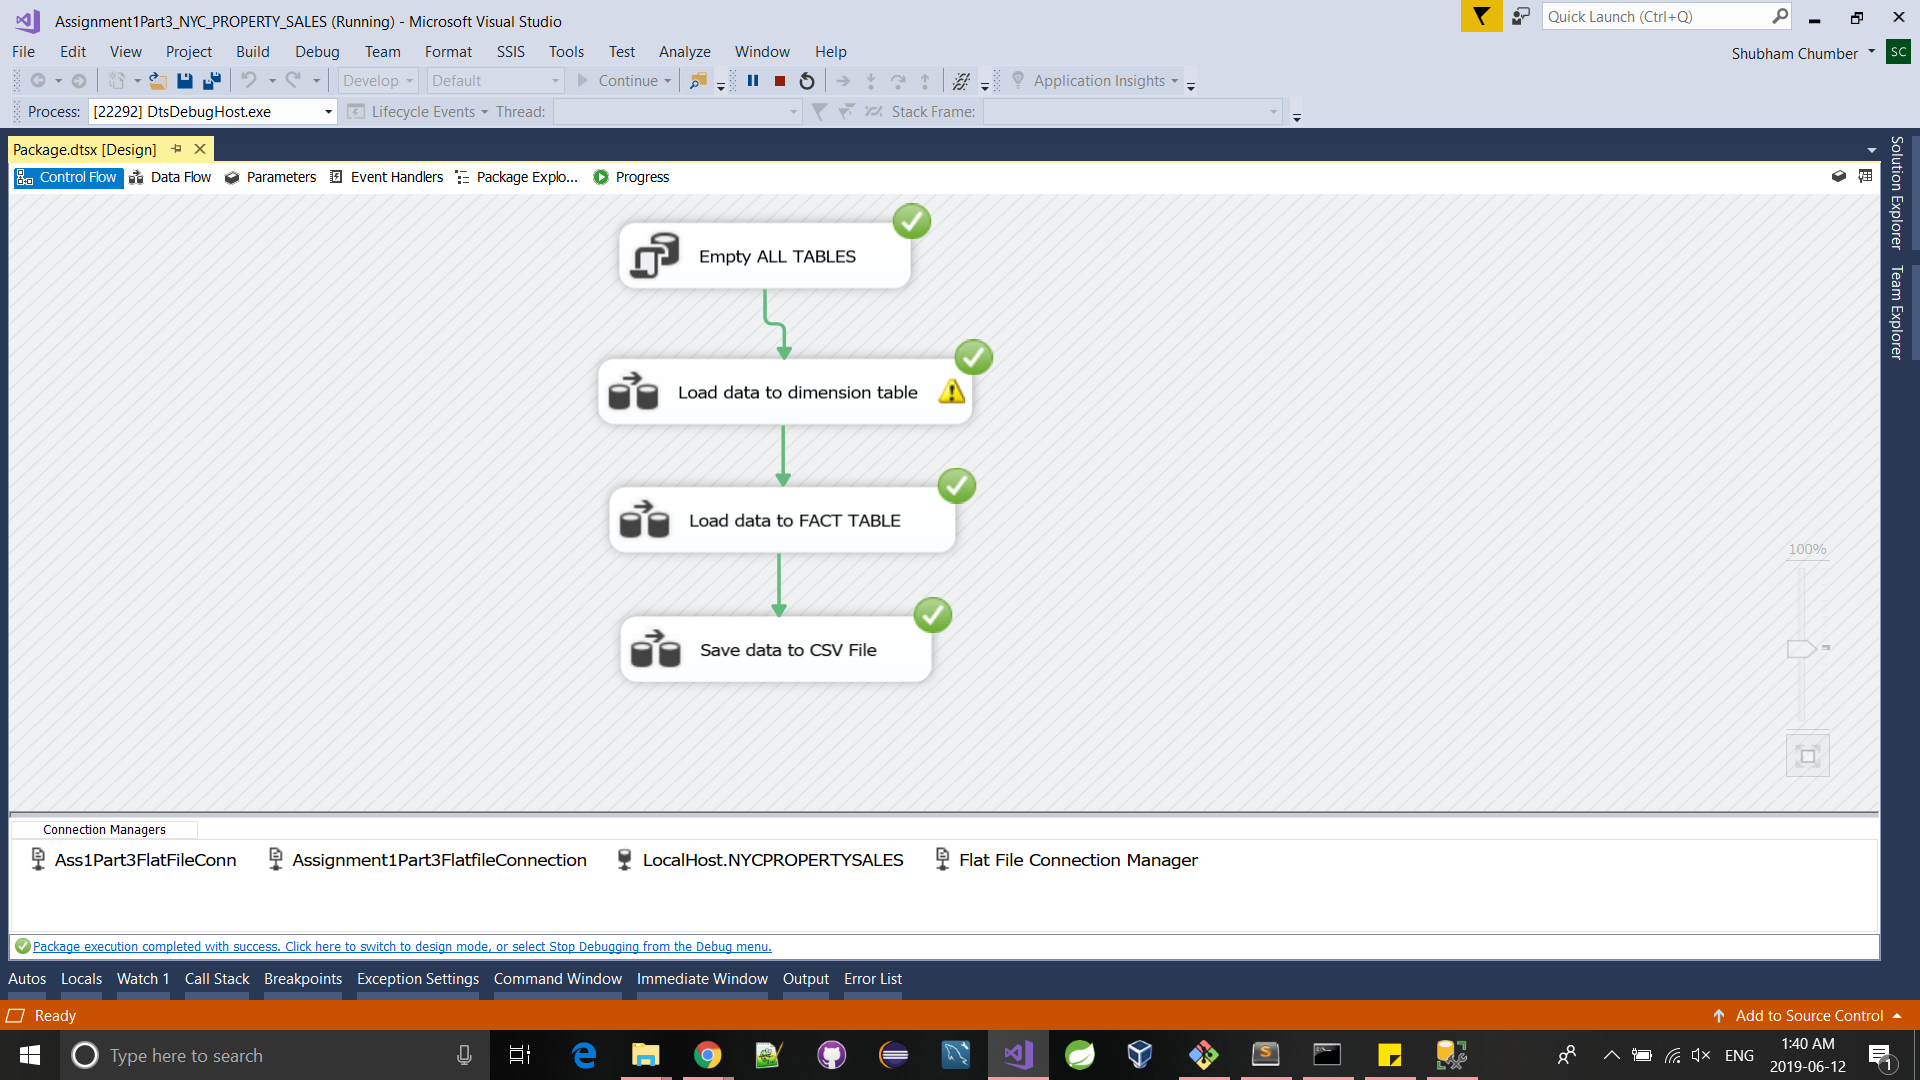 Assignment1Part3_NYC_PROPERTY_SALES (Running) - Microsoft Visual Studio
Quick Launch (Ctrl+Q)
File Edit View Project Build Debug Team Format SSIS Tools Test Analyze Window Help
Shubham Chumber SC
Develop Default Continue Application Insights
Process: [22292] DtsDebugHost.exe Lifecycle Events Thread: Stack Frame:
Package.dtsx [Design]
Control Flow Data Flow Parameters Event Handlers Package Explo... Progress
Solution Explorer
Team Explorer
Empty ALL TABLES
Load data to dimension table
Load data to FACT TABLE
100%
Save data to CSV File
Connection Managers
Ass1Part3FlatFileConn Assignment1Part3FlatfileConnection LocalHost.NYCPROPERTYSALES Flat File Connection Manager
Package execution completed with success. Click here to switch to design mode, or select Stop Debugging from the Debug menu.
Autos Locals Watch 1 Call Stack Breakpoints Exception Settings Command Window Immediate Window Output Error List
Ready Add to Source Control
Type here to search
ENG
1:40 AM
2019-06-12
1